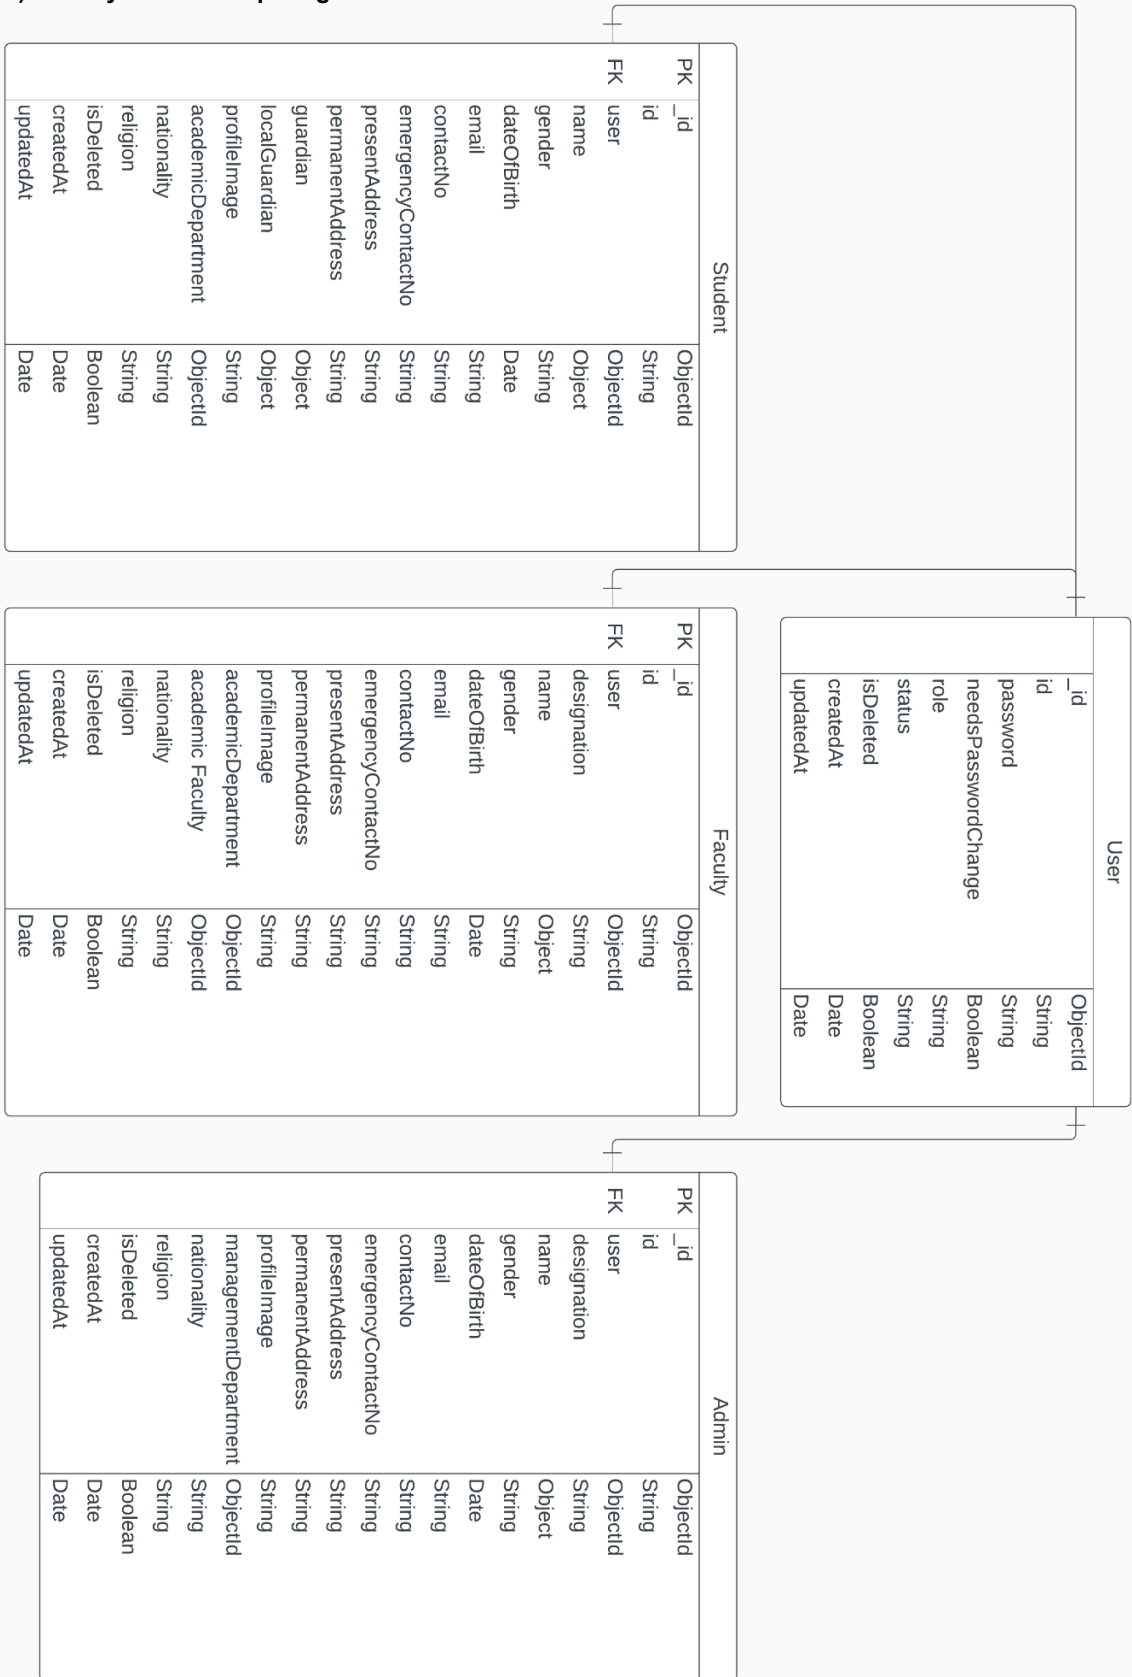 User
_id ObjectId
id String
password String
needsPasswordChange Boolean
role String
status String
isDeleted Boolean
createdAt Date
updatedAt Date
Student
PK _id ObjectId
id String
FK user ObjectId
name Object
gender String
dateOfBirth Date
email String
contactNo String
emergencyContactNo String
presentAddress String
permanentAddress String
guardian Object
localGuardian Object
profileImage String
academicDepartment ObjectId
nationality String
religion String
isDeleted Boolean
createdAt Date
updatedAt Date
Faculty
PK _id ObjectId
id String
FK user ObjectId
designation String
name Object
gender String
dateOfBirth Date
email String
contactNo String
emergencyContactNo String
presentAddress String
permanentAddress String
profileImage String
academicDepartment ObjectId
academic Faculty ObjectId
nationality String
religion String
isDeleted Boolean
createdAt Date
updatedAt Date
Admin
PK _id ObjectId
id String
FK user ObjectId
designation String
name Object
gender String
dateOfBirth Date
email String
contactNo String
emergencyContactNo String
presentAddress String
permanentAddress String
profileImage String
managementDepartment ObjectId
nationality String
religion String
isDeleted Boolean
createdAt Date
updatedAt Date